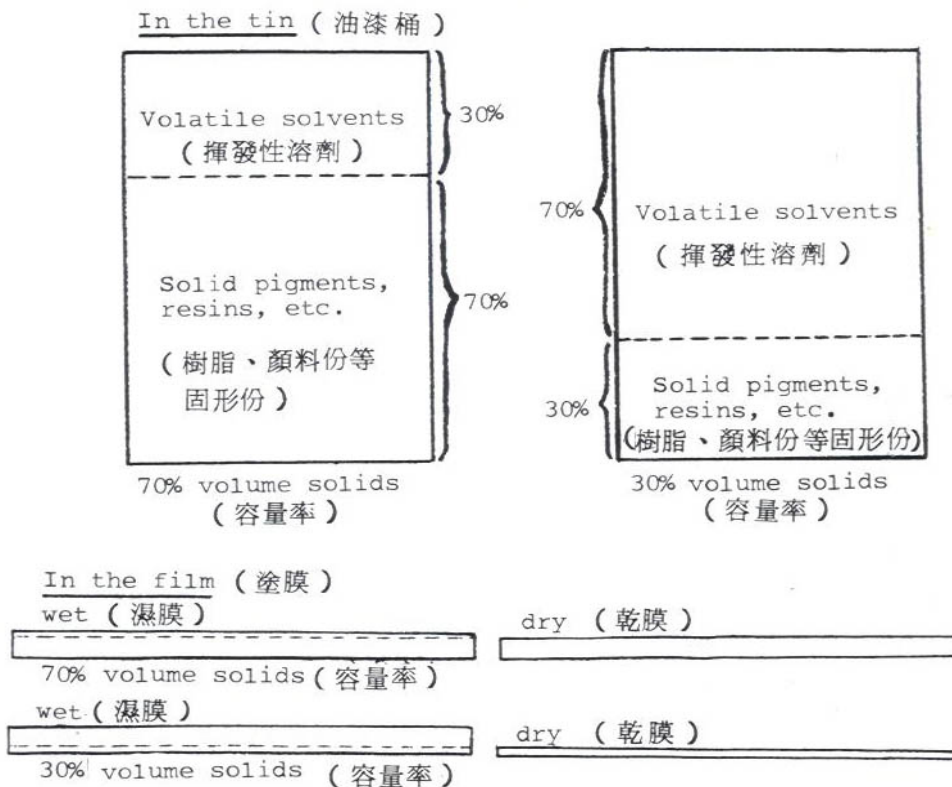 In the tin (油漆桶)
Volatile solvents
(揮發性溶劑)
30%
Solid pigments,
resins, etc.
(樹脂、顏料份等
固形份)
70%
70% volume solids
(容量率)
70%
Volatile solvents
(揮發性溶劑)
30%
Solid pigments,
resins, etc.
(樹脂、顏料份等固形份)
30% volume solids
(容量率)
In the film (塗膜)
wet (濕膜)
dry (乾膜)
70% volume solids (容量率)
wet (濕膜)
dry (乾膜)
30% volume solids (容量率)